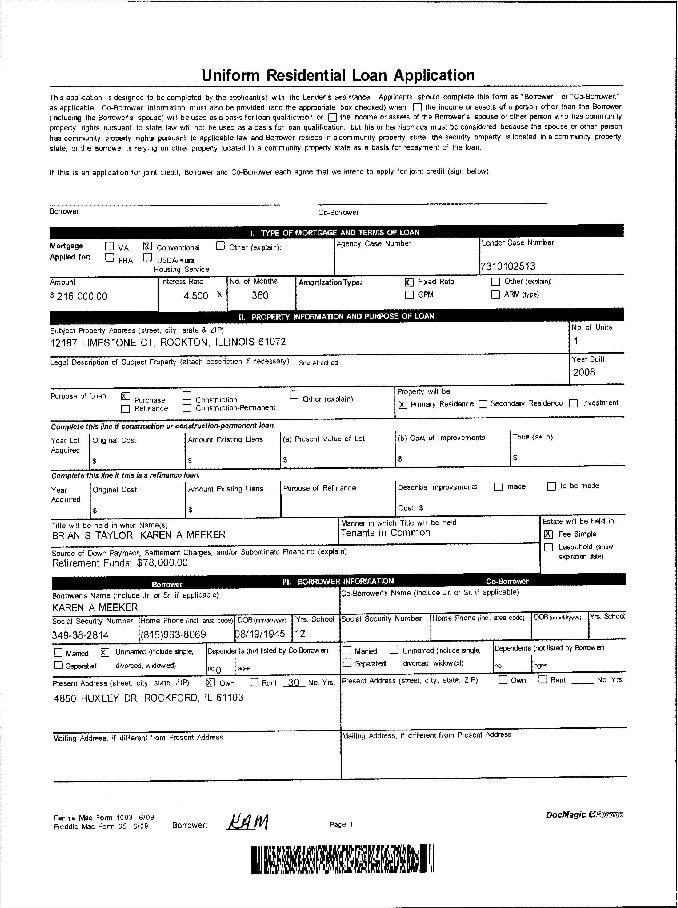 Uniform Residential Loan Application
This application is designed to be completed by the applicant(s) with the Lender's assistance. Applicants should complete this form as "Borrower" or "Co-Borrower,"
as applicable. Co-Borrower information must also be provided (and the appropriate box checked) when ☐ the income or assets of a person other than the Borrower
(including the Borrower's spouse) will be used as a basis for loan qualification or ☐ the income or assets of the Borrower's spouse or other person who has community
property rights pursuant to state law will not be used as a basis for loan qualification, but his or her liabilities must be considered because the spouse or other person
has community property rights pursuant to applicable law and Borrower resides in a community property state, the security property is located in a community property
state, or the Borrower is relying on other property located in a community property state as a basis for repayment of the loan.
If this is an application for joint credit, Borrower and Co-Borrower each agree that we intend to apply for joint credit (sign below):
Borrower Co-Borrower
I. TYPE OF MORTGAGE AND TERMS OF LOAN
Mortgage ☐ VA ☒ Conventional ☐ Other (explain): Agency Case Number Lender Case Number
Applied for: ☐ FHA ☐ USDA/Rural
Housing Service 7313102513
Amount Interest Rate No. of Months Amortization Type: ☒ Fixed Rate ☐ Other (explain)
$ 216,000.00 4.500 % 360 ☐ GPM ☐ ARM (type)
II. PROPERTY INFORMATION AND PURPOSE OF LOAN
Subject Property Address (street, city, state & ZIP) No. of Units
LIMESTONE CT, ROCKTON, ILLINOIS 61072 1
Legal Description of Subject Property (attach description if necessary) See attached Year Built
2008
Purpose of Loan ☒ Purchase ☐ Construction ☐ Other (explain) Property will be:
☐ Refinance ☐ Construction-Permanent ☒ Primary Residence ☐ Secondary Residence ☐ Investment
Complete this line if construction or construction-permanent loan.
Year Lot Original Cost Amount Existing Liens (a) Present Value of Lot (b) Cost of Improvements Total (a+b)
Acquired
$ $ $ $ $
Complete this line if this is a refinance loan.
Year Original Cost Amount Existing Liens Purpose of Refinance Describe Improvements ☐ made ☐ to be made
Acquired
$ $ Cost: $
Title will be held in what Name(s) Manner in which Title will be held Estate will be held in:
BRIAN S TAYLOR, KAREN A MEEKER Tenants in Common ☒ Fee Simple
Source of Down Payment, Settlement Charges, and/or Subordinate Financing (explain) ☐ Leasehold (show
Retirement Funds: $78,000.00 expiration date)
Borrower III. BORROWER INFORMATION Co-Borrower
Borrower's Name (include Jr. or Sr. if applicable) Co-Borrower's Name (include Jr. or Sr. if applicable)
KAREN A MEEKER
Social Security Number Home Phone (incl. area code) DOB (mm/dd/yyyy) Yrs. School Social Security Number Home Phone (incl. area code) DOB (mm/dd/yyyy) Yrs. School
349-38-2814 (815)963-8069 08/19/1945 12
☐ Married ☒ Unmarried (include single, Dependents (not listed by Co-Borrower) ☐ Married ☐ Unmarried (include single, Dependents (not listed by Borrower)
☐ Separated divorced, widowed) no. 0 ages ☐ Separated divorced, widowed) no. ages
Present Address (street, city, state, ZIP) ☒ Own ☐ Rent 30 No. Yrs. Present Address (street, city, state, ZIP) ☐ Own ☐ Rent No. Yrs.
4850 HUXLEY DR, ROCKFORD, IL 61103
Mailing Address, if different from Present Address Mailing Address, if different from Present Address
Fannie Mae Form 1003 6/09
Freddie Mac Form 65 6/09 Borrower: KAM Page 1 DocMagic